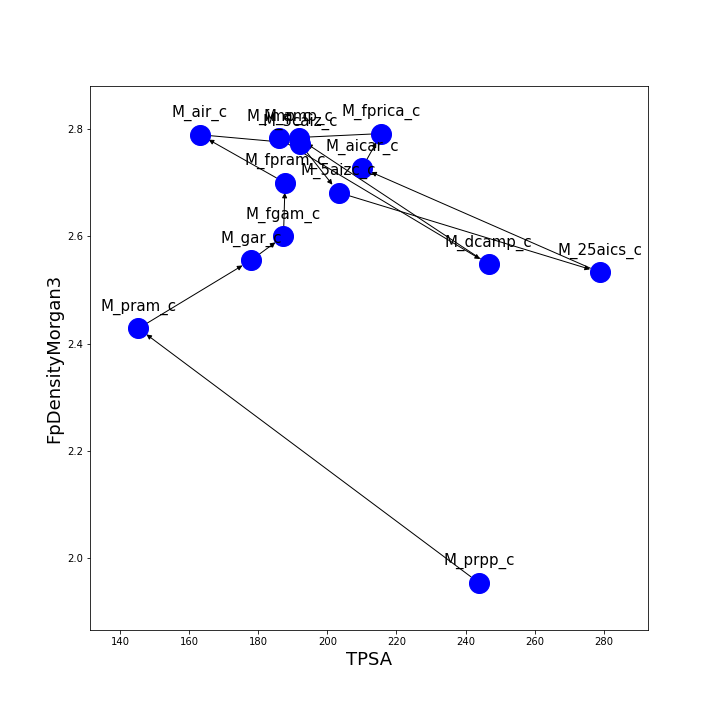 M_fprica_c
M_air_c
M_aicar_c
M_fpram_c
M_5aizc_c
M_fgam_c
M_gar_c
M_dcamp_c
M_25aics_c
M_pram_c
M_prpp_c
2.8
2.6
2.4
2.2
2.0
FpDensityMorgan3
140
160
180
200
220
240
260
280
TPSA